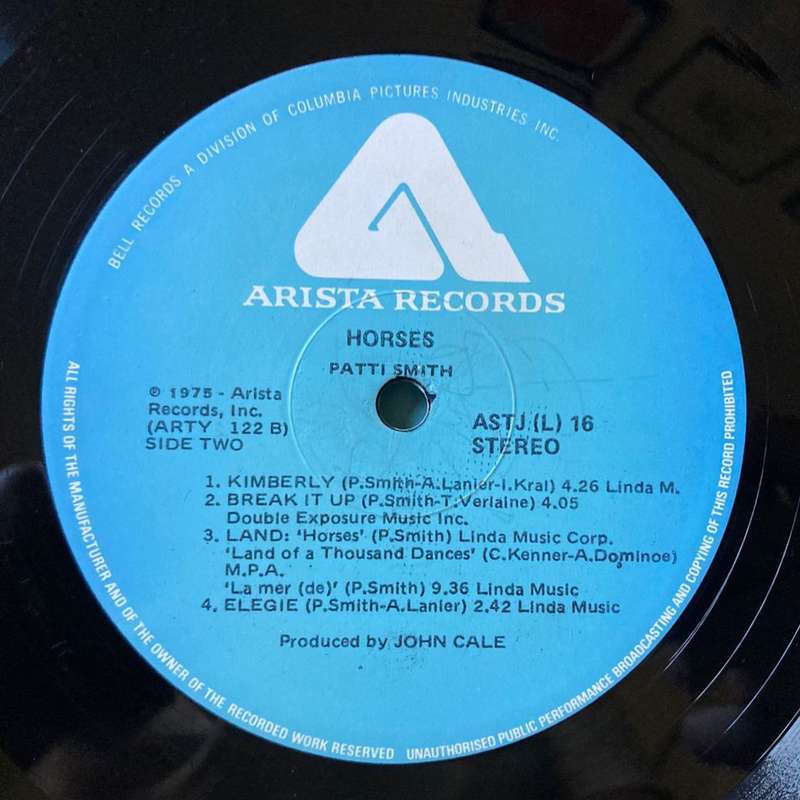 BELL RECORDS A DIVISION OF COLUMBIA PICTURES INDUSTRIES INC.
ARISTA RECORDS
HORSES
PATTI SMITH
℗ 1975 - Arista
Records, Inc.
(ARTY 122 B)
SIDE TWO
ASTJ (L) 16
STEREO
1. KIMBERLY (P.Smith-A.Lanier-I.Kral) 4.26 Linda M.
2. BREAK IT UP (P.Smith-T.Verlaine) 4.05
Double Exposure Music Inc.
3. LAND: 'Horses' (P.Smith) Linda Music Corp.
'Land of a Thousand Dances' (C.Kenner-A.Dominoe)
M.P.A.
'La mer (de)' (P.Smith) 9.36 Linda Music
4. ELEGIE (P.Smith-A.Lanier) 2.42 Linda Music
Produced by JOHN CALE
ALL RIGHTS OF THE MANUFACTURER AND OF THE OWNER OF THE RECORDED WORK RESERVED UNAUTHORISED PUBLIC PERFORMANCE BROADCASTING AND COPYING OF THIS RECORD PROHIBITED